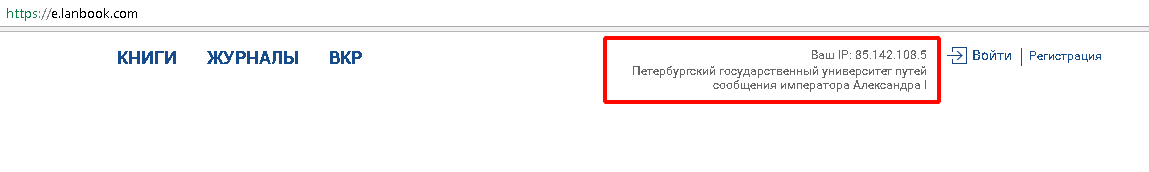 https://e.lanbook.com
КНИГИ ЖУРНАЛЫ ВКР
Ваш IP: 85.142.108.5
Войти
Регистрация
Петербургский государственный университет путей
сообщения императора Александра I